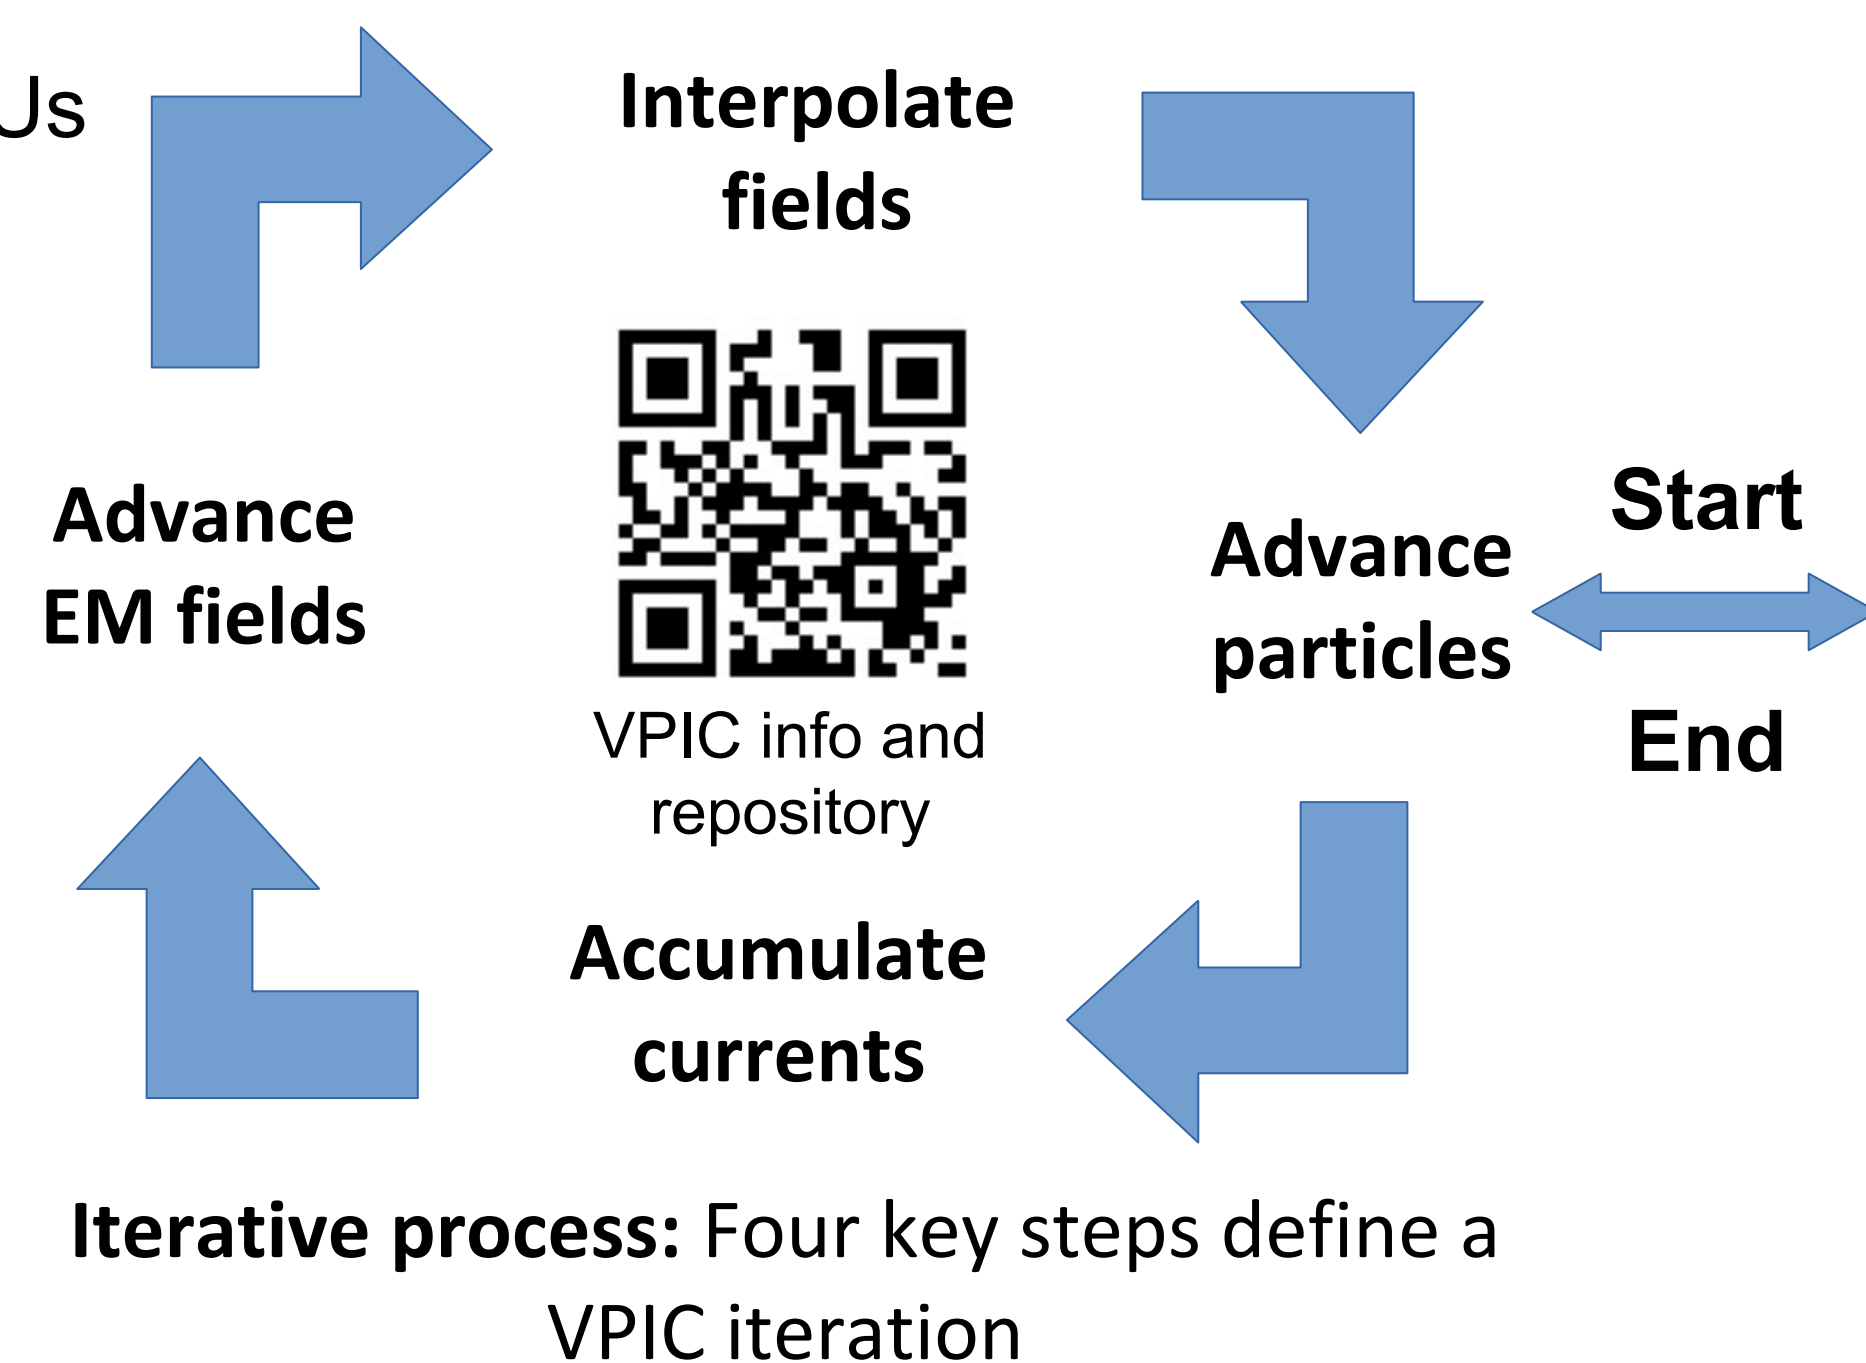 Us
Interpolate
fields
Advance
EM fields
VPIC info and
repository
Advance
particles
Start
End
Accumulate
currents
Iterative process: Four key steps define a
VPIC iteration